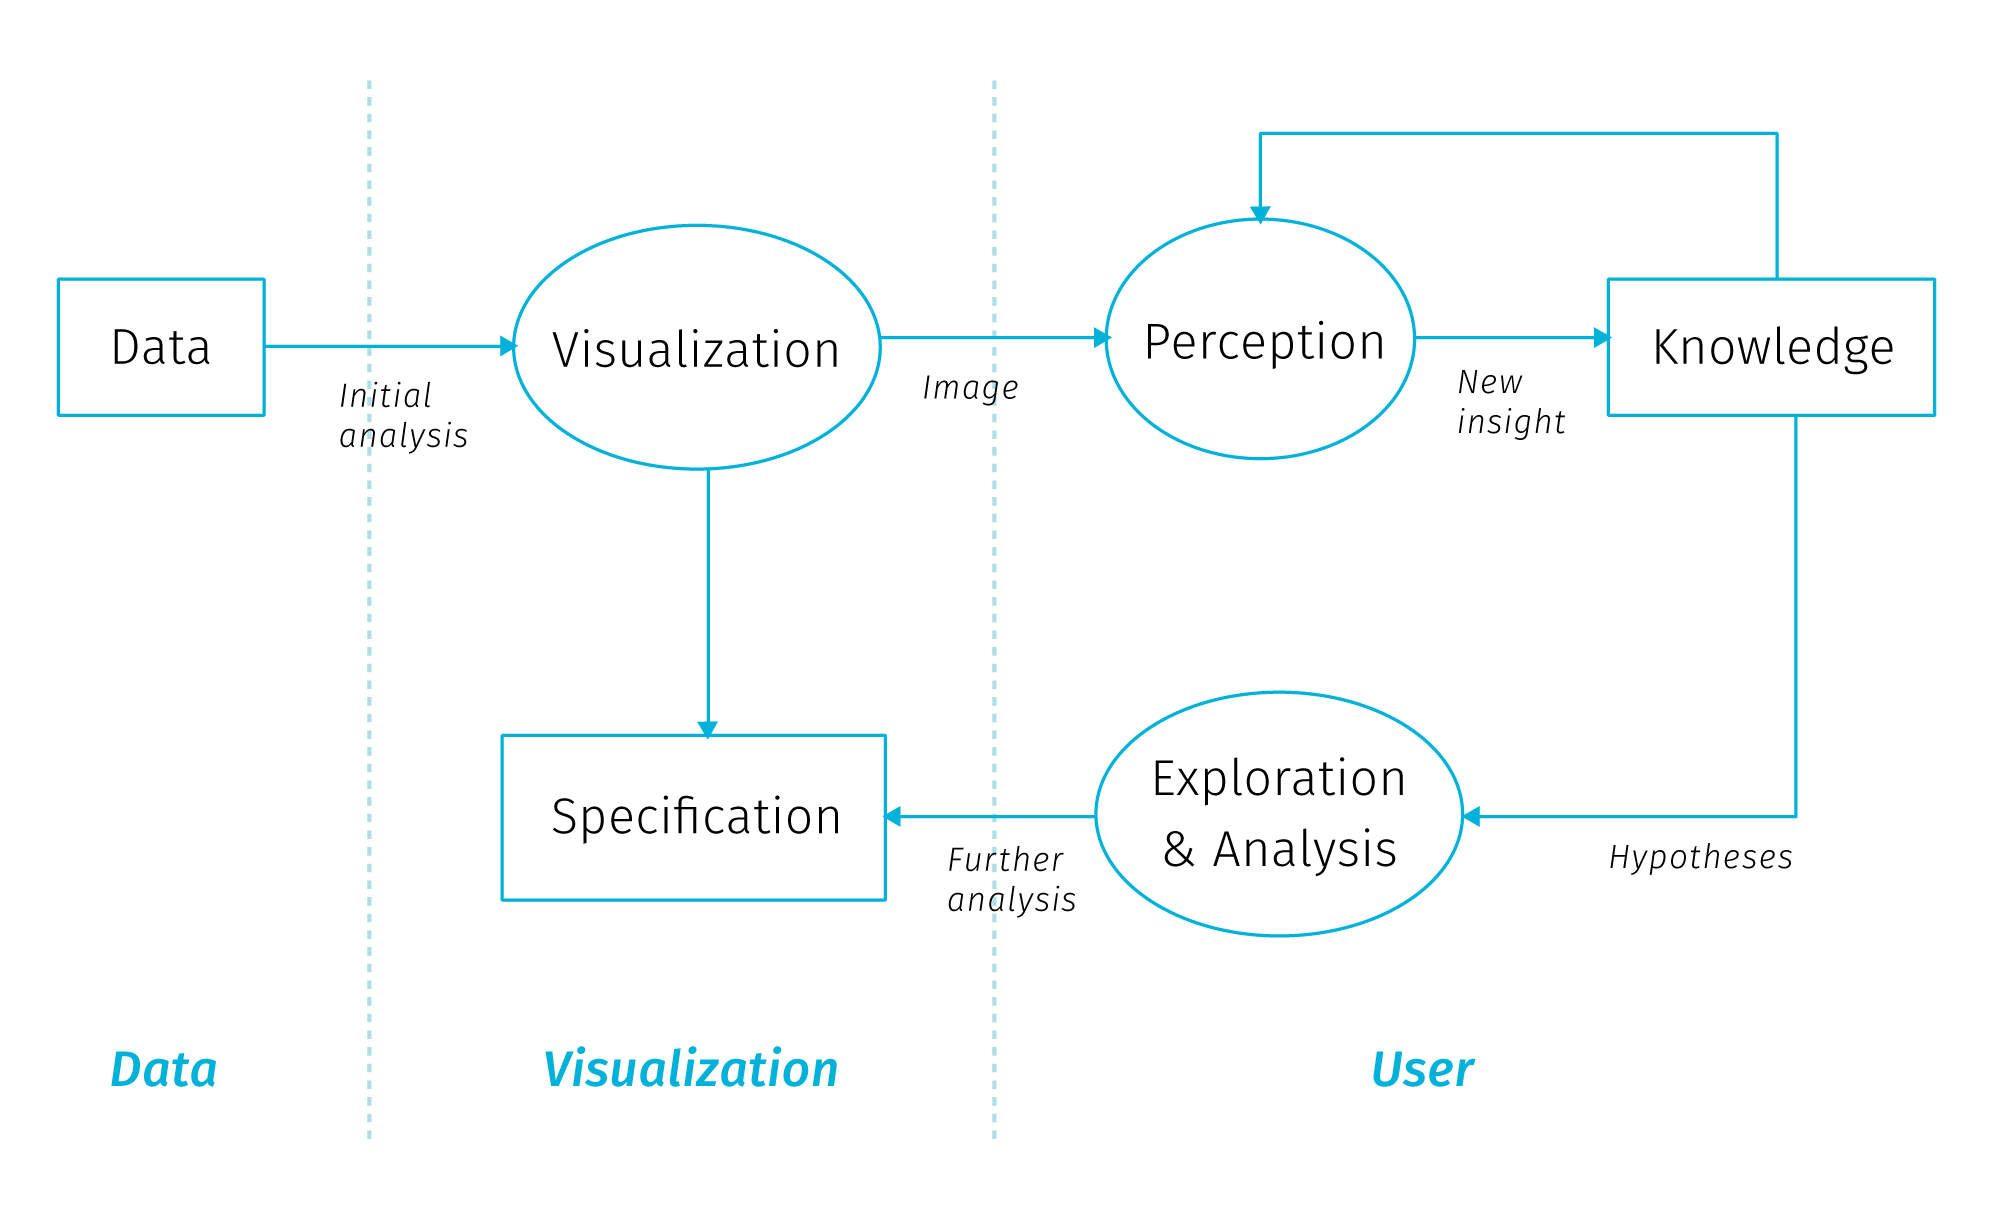 Data
Initial
analysis
Visualization
Image
Perception
New
insight
Knowledge
Specification
Further
analysis
Exploration
& Analysis
Hypotheses
Data
Visualization
User